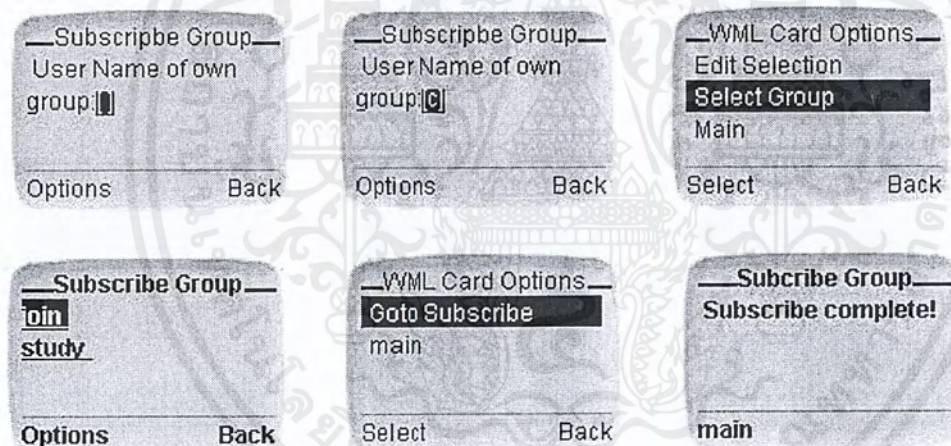 Subscripbe Group
User Name of own
group:[]
Options Back
Subscripbe Group
User Name of own
group:[c]
Options Back
WML Card Options
Edit Selection
Select Group
Main
Select Back
Subscribe Group
oin
study
Options Back
WML Card Options
Goto Subscribe
main
Select Back
Subcribe Group
Subscribe complete!
main